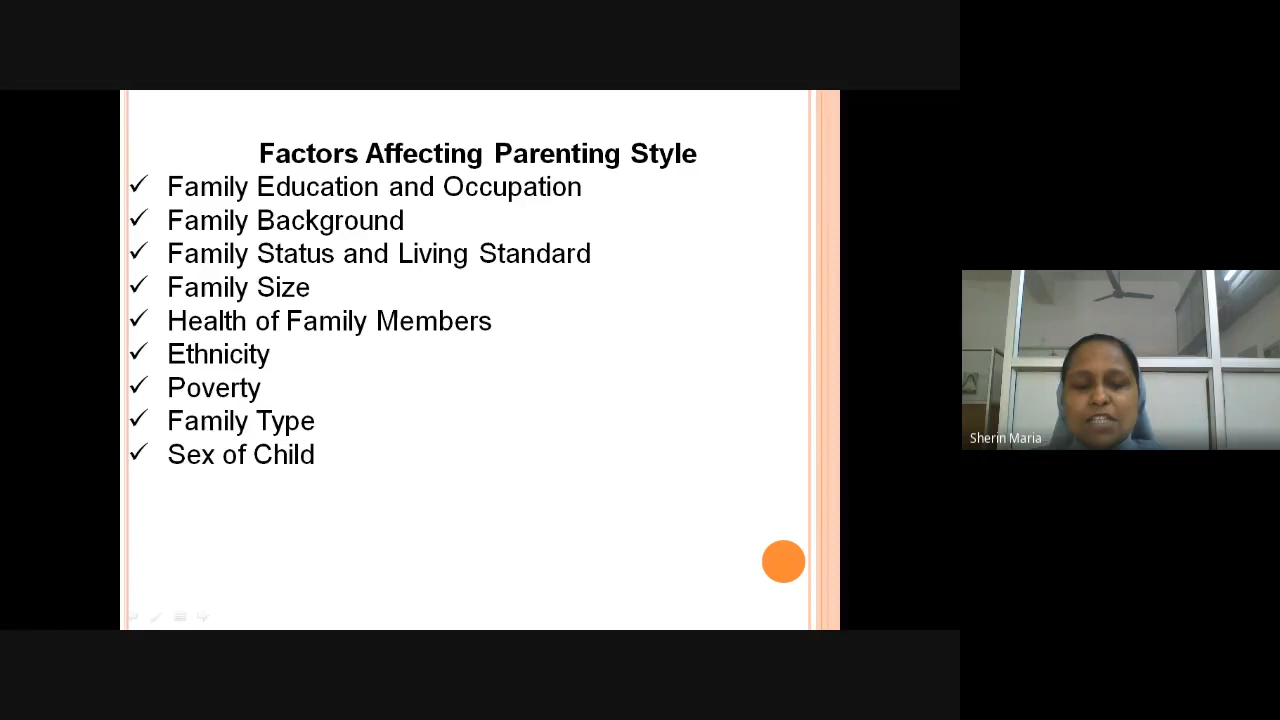 Factors Affecting Parenting Style
✓ Family Education and Occupation
✓ Family Background
✓ Family Status and Living Standard
✓ Family Size
✓ Health of Family Members
✓ Ethnicity
✓ Poverty
✓ Family Type
✓ Sex of Child
Sherin Maria